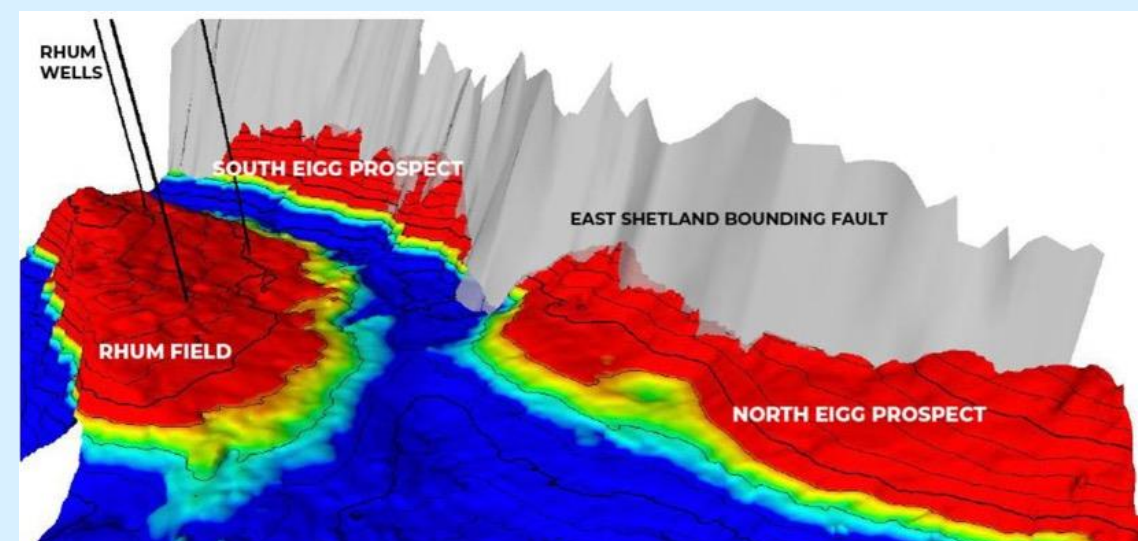 RHUM
WELLS
SOUTH EIGG PROSPECT
EAST SHETLAND BOUNDING FAULT
RHUM FIELD
NORTH EIGG PROSPECT